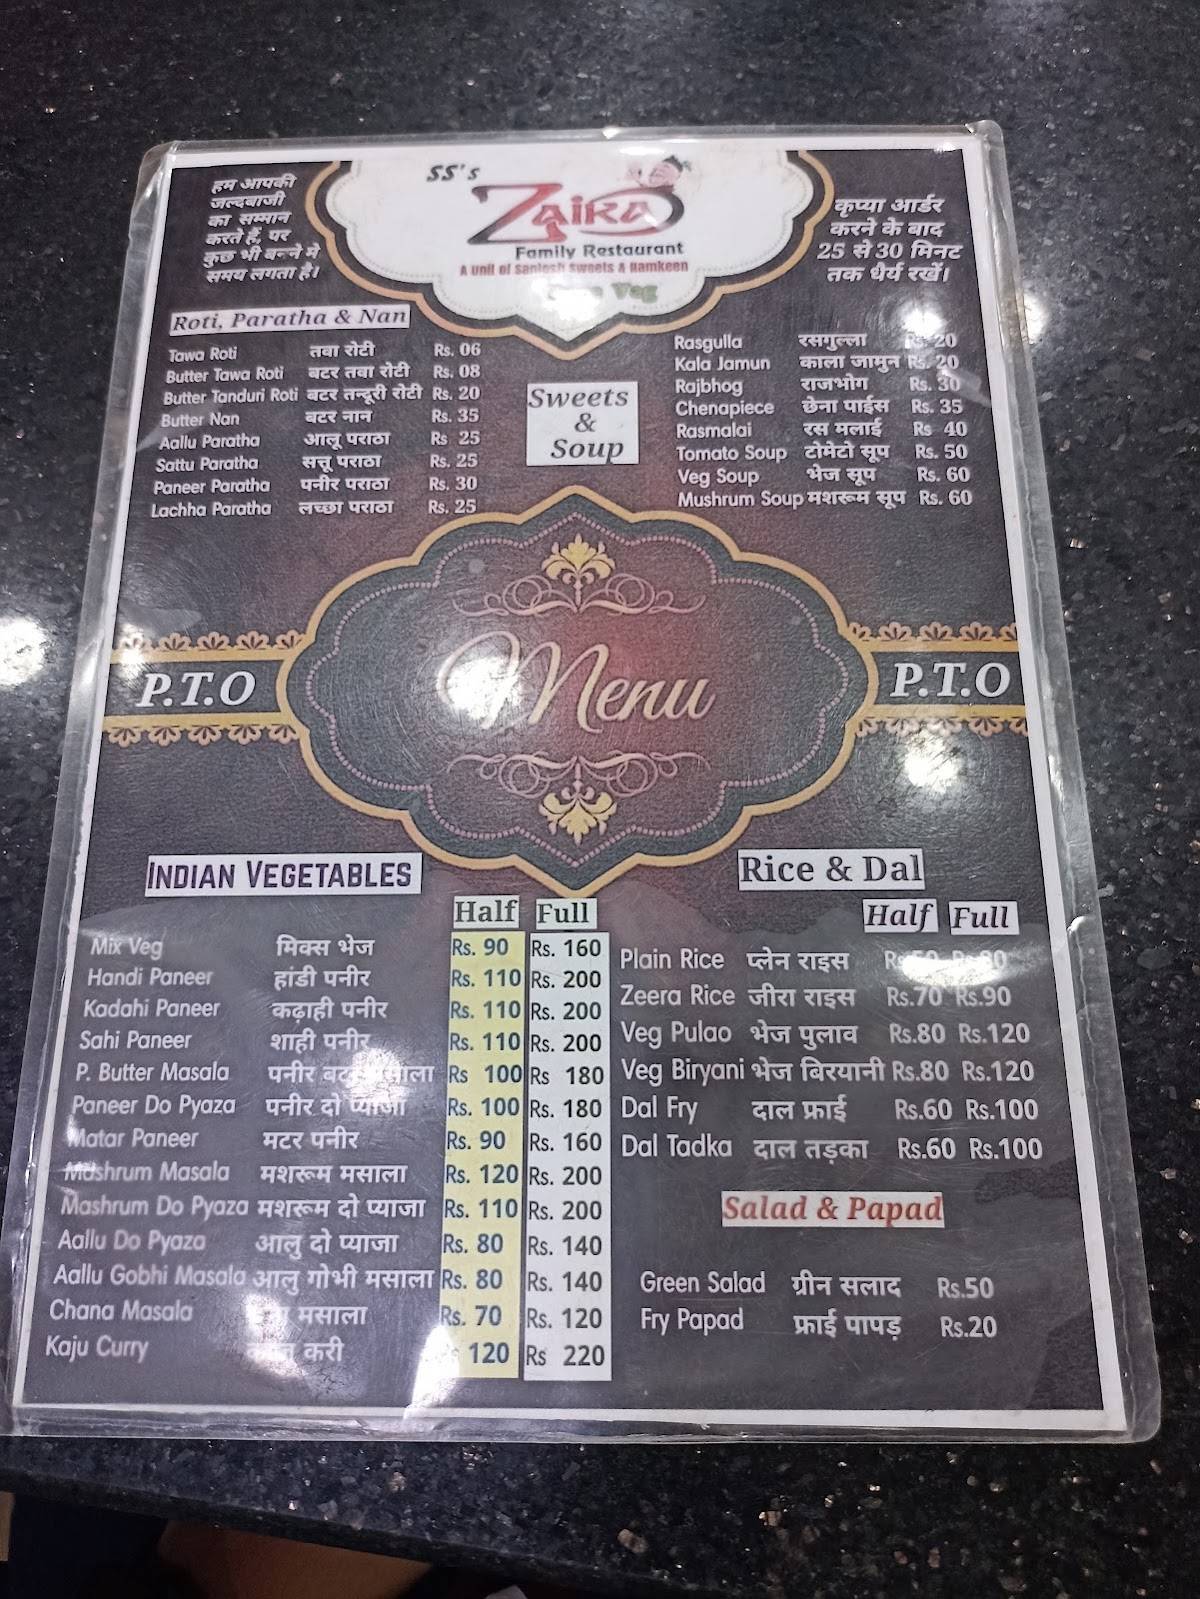 हम आपकी
जल्दबाजी
का सम्मान
करते हैं, पर
कुछ भी बनने मे
समय लगता है।
SS's
Zaika
Family Restaurant
A Unit of Santosh Sweets & Namkeen
Veg
कृप्या आर्डर
करने के बाद
25 से 30 मिनट
तक धैर्य रखें।
Roti, Paratha & Nan
Tawa Roti तवा रोटी Rs. 06
Butter Tawa Roti बटर तवा रोटी Rs. 08
Butter Tanduri Roti बटर तन्दूरी रोटी Rs. 20
Butter Nan बटर नान Rs. 35
Aallu Paratha आलू पराठा Rs 25
Sattu Paratha सत्तू पराठा Rs. 25
Paneer Paratha पनीर पराठा Rs. 30
Lachha Paratha लच्छा पराठा Rs. 25
Sweets
&
Soup
Rasgulla रसगुल्ला Rs. 20
Kala Jamun काला जामुन Rs. 20
Rajbhog राजभोग Rs. 30
Chenapiece छेना पाईस Rs. 35
Rasmalai रस मलाई Rs 40
Tomato Soup टोमेटो सूप Rs. 50
Veg Soup भेज सूप Rs. 60
Mushrum Soup मशरूम सूप Rs. 60
P.T.O
Menu
P.T.O
INDIAN VEGETABLES
Half Full
Mix Veg मिक्स भेज Rs. 90 Rs. 160
Handi Paneer हांडी पनीर Rs. 110 Rs. 200
Kadahi Paneer कढ़ाही पनीर Rs. 110 Rs. 200
Sahi Paneer शाही पनीर Rs. 110 Rs. 200
P. Butter Masala पनीर बटर मसाला Rs 100 Rs 180
Paneer Do Pyaza पनीर दो प्याजा Rs. 100 Rs. 180
Matar Paneer मटर पनीर Rs. 90 Rs. 160
Mushrum Masala मशरूम मसाला Rs. 120 Rs. 200
Mashrum Do Pyaza मशरूम दो प्याजा Rs. 110 Rs. 200
Aallu Do Pyaza आलु दो प्याजा Rs. 80 Rs. 140
Aallu Gobhi Masala आलु गोभी मसाला Rs. 80 Rs. 140
Chana Masala मसाला Rs. 70 Rs. 120
Kaju Curry करी 120 Rs 220
Rice & Dal
Half Full
Plain Rice प्लेन राइस
Zeera Rice जीरा राइस Rs.70 Rs.90
Veg Pulao भेज पुलाव Rs.80 Rs.120
Veg Biryani भेज बिरयानी Rs.80 Rs.120
Dal Fry दाल फ्राई Rs.60 Rs.100
Dal Tadka दाल तड़का Rs.60 Rs.100
Salad & Papad
Green Salad ग्रीन सलाद Rs.50
Fry Papad फ्राई पापड़ Rs.20